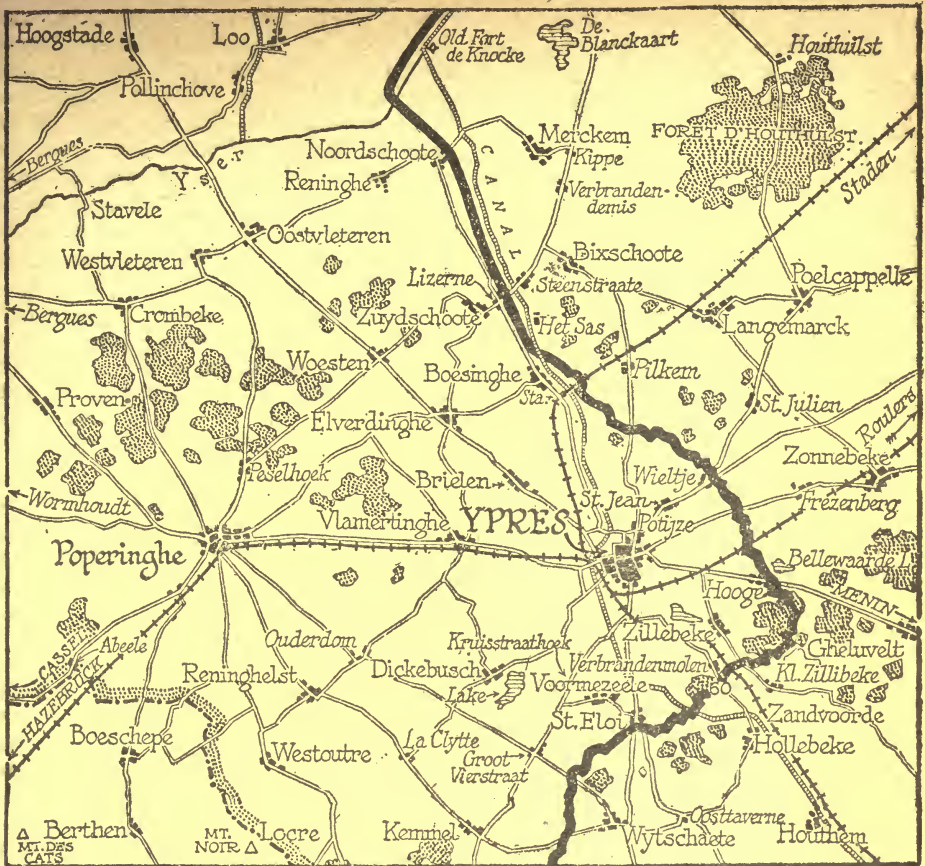 Hoogstade
Loo
Old Fort
de Knocke
De
Blanckaart
Houthulst
Pollinchove
FORÊT D'HOUTHULST
Merckem
Kippe
Noordschoote
Bergues
Yser
Reninghe
Verbranden-
demis
Staden
Stavele
CANAL
Oostvleteren
Westvleteren
Bixschoote
Lizerne
Steenstraate
Poelcappelle
Bergues
Crombeke
Zuydschoote
Het Sas
Langemarck
Woesten
Boesinghe
Pilkem
Proven
Sta.
St. Julien
Elverdinghe
Roulers
Peselhoek
Brielen
Wieltje
Zonnebeke
Wormhoudt
St. Jean
Frezenberg
Vlamertinghe
YPRES
Potijze
Poperinghe
Bellewaarde L.
Hooge
MENIN
CASSEL
Abeele
Ouderdom
Kruisstraathoek
Zillebeke
Gheluvelt
HAZEBRUCK
Reninghelst
Dickebusch
Verbrandenmolen
Kl. Zillibeke
Lake
Voormezeele
60
Zandvoorde
St. Eloi
Boeschepe
Westoutre
La Clytte
Hollebeke
Groot
Vierstraat
Oosttaverne
Berthen
MT. DES
CATS
MT.
NOIR
Locre
Kemmel
Wytschaete
Houthem